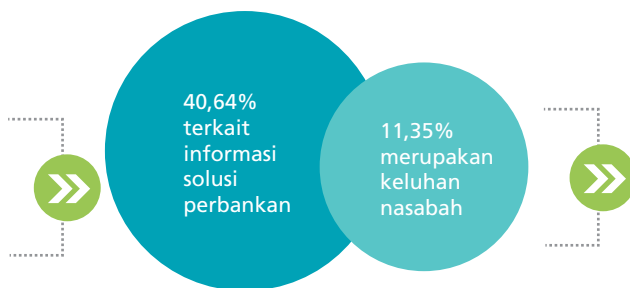 40,64%
terkait
informasi
solusi
perbankan
11,35%
merupakan
keluhan
nasabah